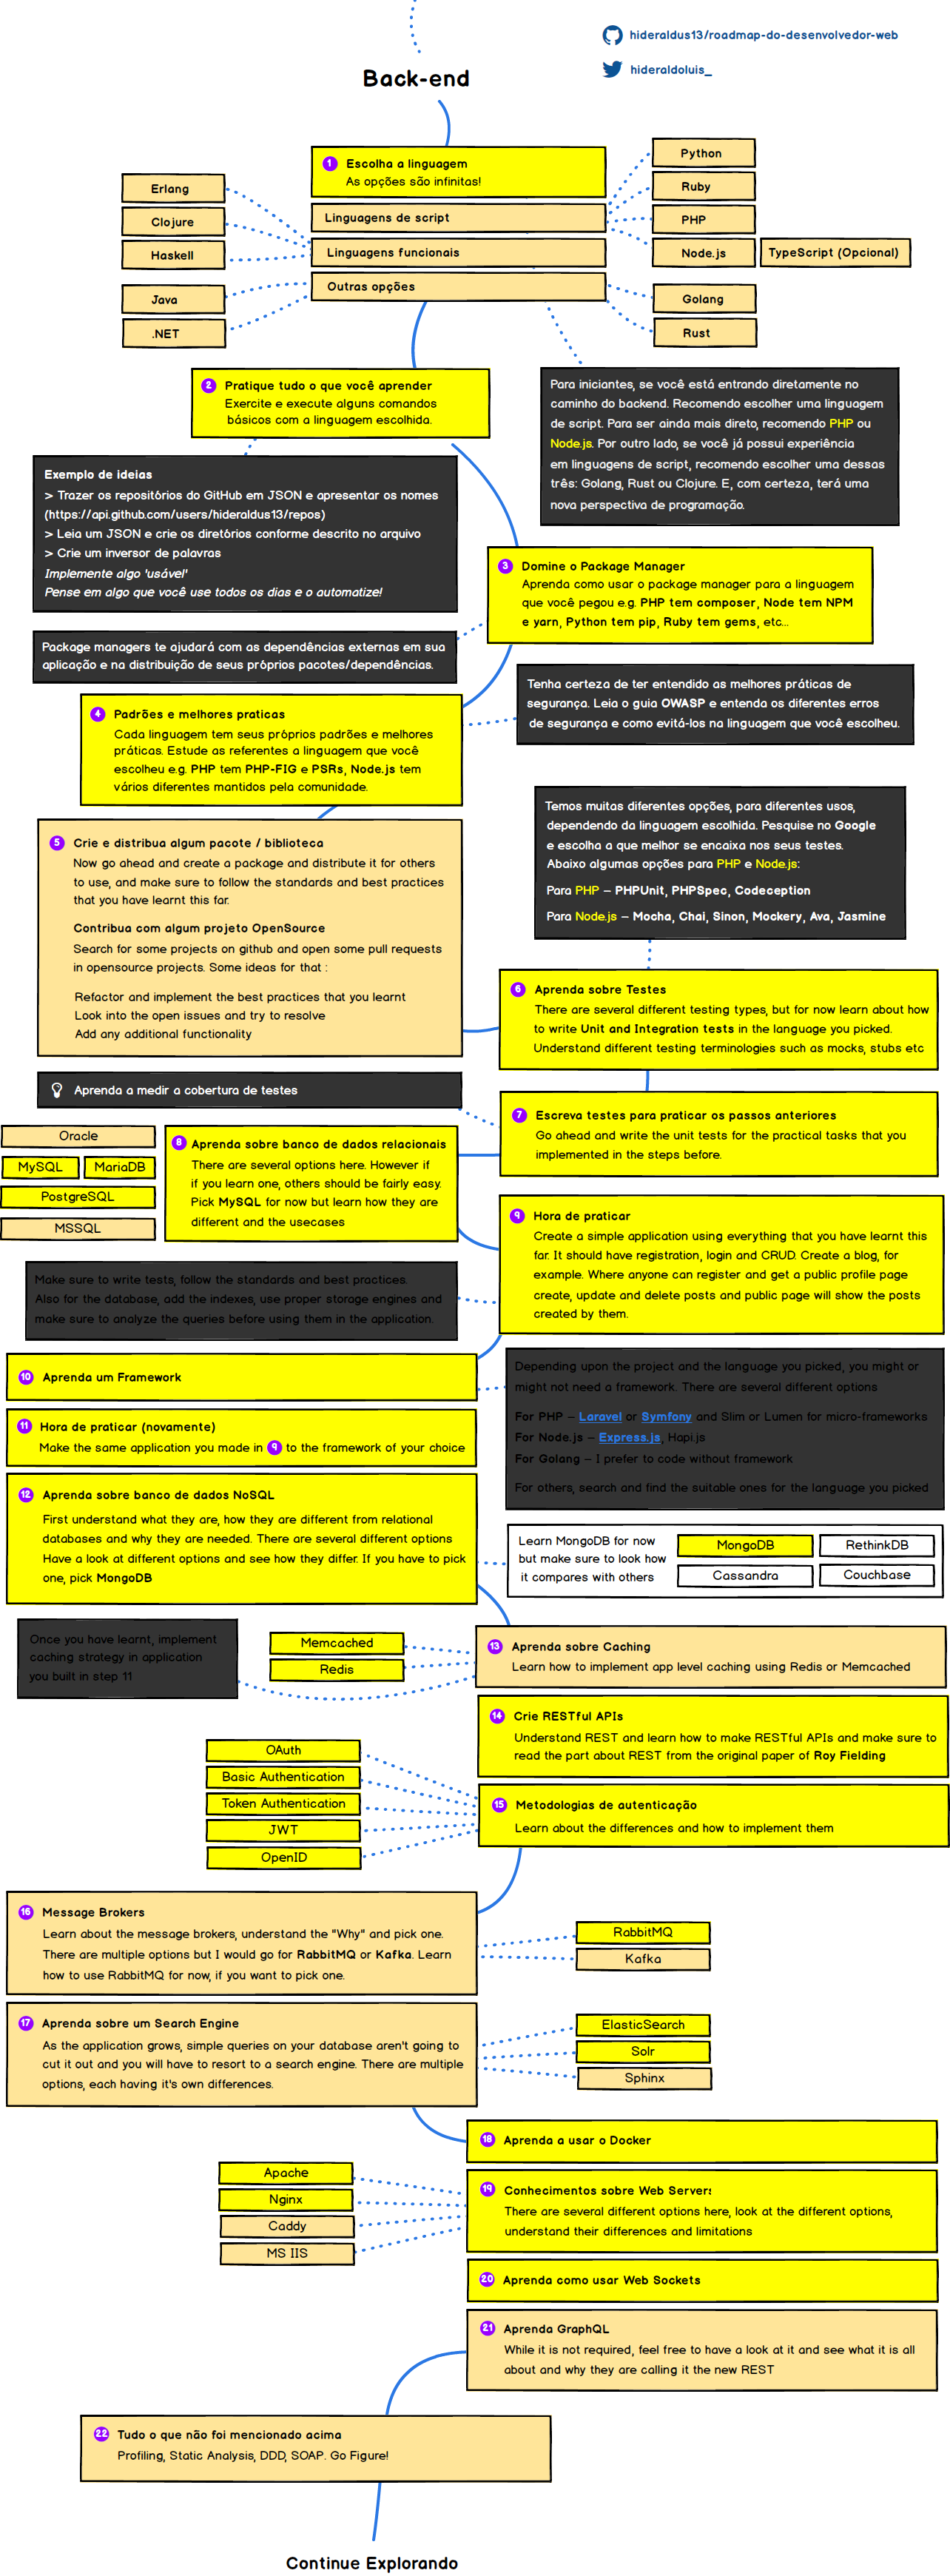 hideraldus13/roadmap-do-desenvolvedor-web
hideraldoluis_
Back-end
1 Escolha a linguagem
As opções são infinitas!
Linguagens de script
Linguagens funcionais
Outras opções
Erlang
Clojure
Haskell
Java
.NET
Python
Ruby
PHP
Node.js
TypeScript (Opcional)
Golang
Rust
2 Pratique tudo o que você aprender
Exercite e execute alguns comandos
básicos com a linguagem escolhida.
Para iniciantes, se você está entrando diretamente no
caminho do backend. Recomendo escolher uma linguagem
de script. Para ser ainda mais direto, recomendo PHP ou
Node.js. Por outro lado, se você já possui experiência
em linguagens de script, recomendo escolher uma dessas
três: Golang, Rust ou Clojure. E, com certeza, terá uma
nova perspectiva de programação.
Exemplo de ideias
> Trazer os repositórios do GitHub em JSON e apresentar os nomes
(https://api.github.com/users/hideraldus13/repos)
> Leia um JSON e crie os diretórios conforme descrito no arquivo
> Crie um inversor de palavras
Implemente algo 'usável'
Pense em algo que você use todos os dias e o automatize!
3 Domine o Package Manager
Aprenda como usar o package manager para a linguagem
que você pegou e.g. PHP tem composer, Node tem NPM
e yarn, Python tem pip, Ruby tem gems, etc...
Package managers te ajudará com as dependências externas em sua
aplicação e na distribuição de seus próprios pacotes/dependências.
Tenha certeza de ter entendido as melhores práticas de
segurança. Leia o guia OWASP e entenda os diferentes erros
de segurança e como evitá-los na linguagem que você escolheu.
4 Padrões e melhores praticas
Cada linguagem tem seus próprios padrões e melhores
práticas. Estude as referentes a linguagem que você
escolheu e.g. PHP tem PHP-FIG e PSRs, Node.js tem
vários diferentes mantidos pela comunidade.
Temos muitas diferentes opções, para diferentes usos,
dependendo da linguagem escolhida. Pesquise no Google
e escolha a que melhor se encaixa nos seus testes.
Abaixo algumas opções para PHP e Node.js:
Para PHP – PHPUnit, PHPSpec, Codeception
Para Node.js – Mocha, Chai, Sinon, Mockery, Ava, Jasmine
5 Crie e distribua algum pacote / biblioteca
Now go ahead and create a package and distribute it for others
to use, and make sure to follow the standards and best practices
that you have learnt this far.
Contribua com algum projeto OpenSource
Search for some projects on github and open some pull requests
in opensource projects. Some ideas for that :
Refactor and implement the best practices that you learnt
Look into the open issues and try to resolve
Add any additional functionality
6 Aprenda sobre Testes
There are several different testing types, but for now learn about how
to write Unit and Integration tests in the language you picked.
Understand different testing terminologies such as mocks, stubs etc
Aprenda a medir a cobertura de testes
7 Escreva testes para praticar os passos anteriores
Go ahead and write the unit tests for the practical tasks that you
implemented in the steps before.
Oracle
MySQL
MariaDB
PostgreSQL
MSSQL
8 Aprenda sobre banco de dados relacionais
There are several options here. However if
if you learn one, others should be fairly easy.
Pick MySQL for now but learn how they are
different and the usecases
9 Hora de praticar
Create a simple application using everything that you have learnt this
far. It should have registration, login and CRUD. Create a blog, for
example. Where anyone can register and get a public profile page
create, update and delete posts and public page will show the posts
created by them.
Make sure to write tests, follow the standards and best practices.
Also for the database, add the indexes, use proper storage engines and
make sure to analyze the queries before using them in the application.
10 Aprenda um Framework
Depending upon the project and the language you picked, you might or
might not need a framework. There are several different options
For PHP – Laravel or Symfony and Slim or Lumen for micro-frameworks
For Node.js – Express.js, Hapi.js
For Golang – I prefer to code without framework
For others, search and find the suitable ones for the language you picked
11 Hora de praticar (novamente)
Make the same application you made in 9 to the framework of your choice
12 Aprenda sobre banco de dados NoSQL
First understand what they are, how they are different from relational
databases and why they are needed. There are several different options
Have a look at different options and see how they differ. If you have to pick
one, pick MongoDB
Learn MongoDB for now
but make sure to look how
it compares with others
MongoDB
RethinkDB
Cassandra
Couchbase
Once you have learnt, implement
caching strategy in application
you built in step 11
Memcached
Redis
13 Aprenda sobre Caching
Learn how to implement app level caching using Redis or Memcached
14 Crie RESTful APIs
Understand REST and learn how to make RESTful APIs and make sure to
read the part about REST from the original paper of Roy Fielding
OAuth
Basic Authentication
Token Authentication
JWT
OpenID
15 Metodologias de autenticação
Learn about the differences and how to implement them
16 Message Brokers
Learn about the message brokers, understand the "Why" and pick one.
There are multiple options but I would go for RabbitMQ or Kafka. Learn
how to use RabbitMQ for now, if you want to pick one.
RabbitMQ
Kafka
17 Aprenda sobre um Search Engine
As the application grows, simple queries on your database aren't going to
cut it out and you will have to resort to a search engine. There are multiple
options, each having it's own differences.
ElasticSearch
Solr
Sphinx
18 Aprenda a usar o Docker
Apache
Nginx
Caddy
MS IIS
19 Conhecimentos sobre Web Servers
There are several different options here, look at the different options,
understand their differences and limitations
20 Aprenda como usar Web Sockets
21 Aprenda GraphQL
While it is not required, feel free to have a look at it and see what it is all
about and why they are calling it the new REST
22 Tudo o que não foi mencionado acima
Profiling, Static Analysis, DDD, SOAP. Go Figure!
Continue Explorando